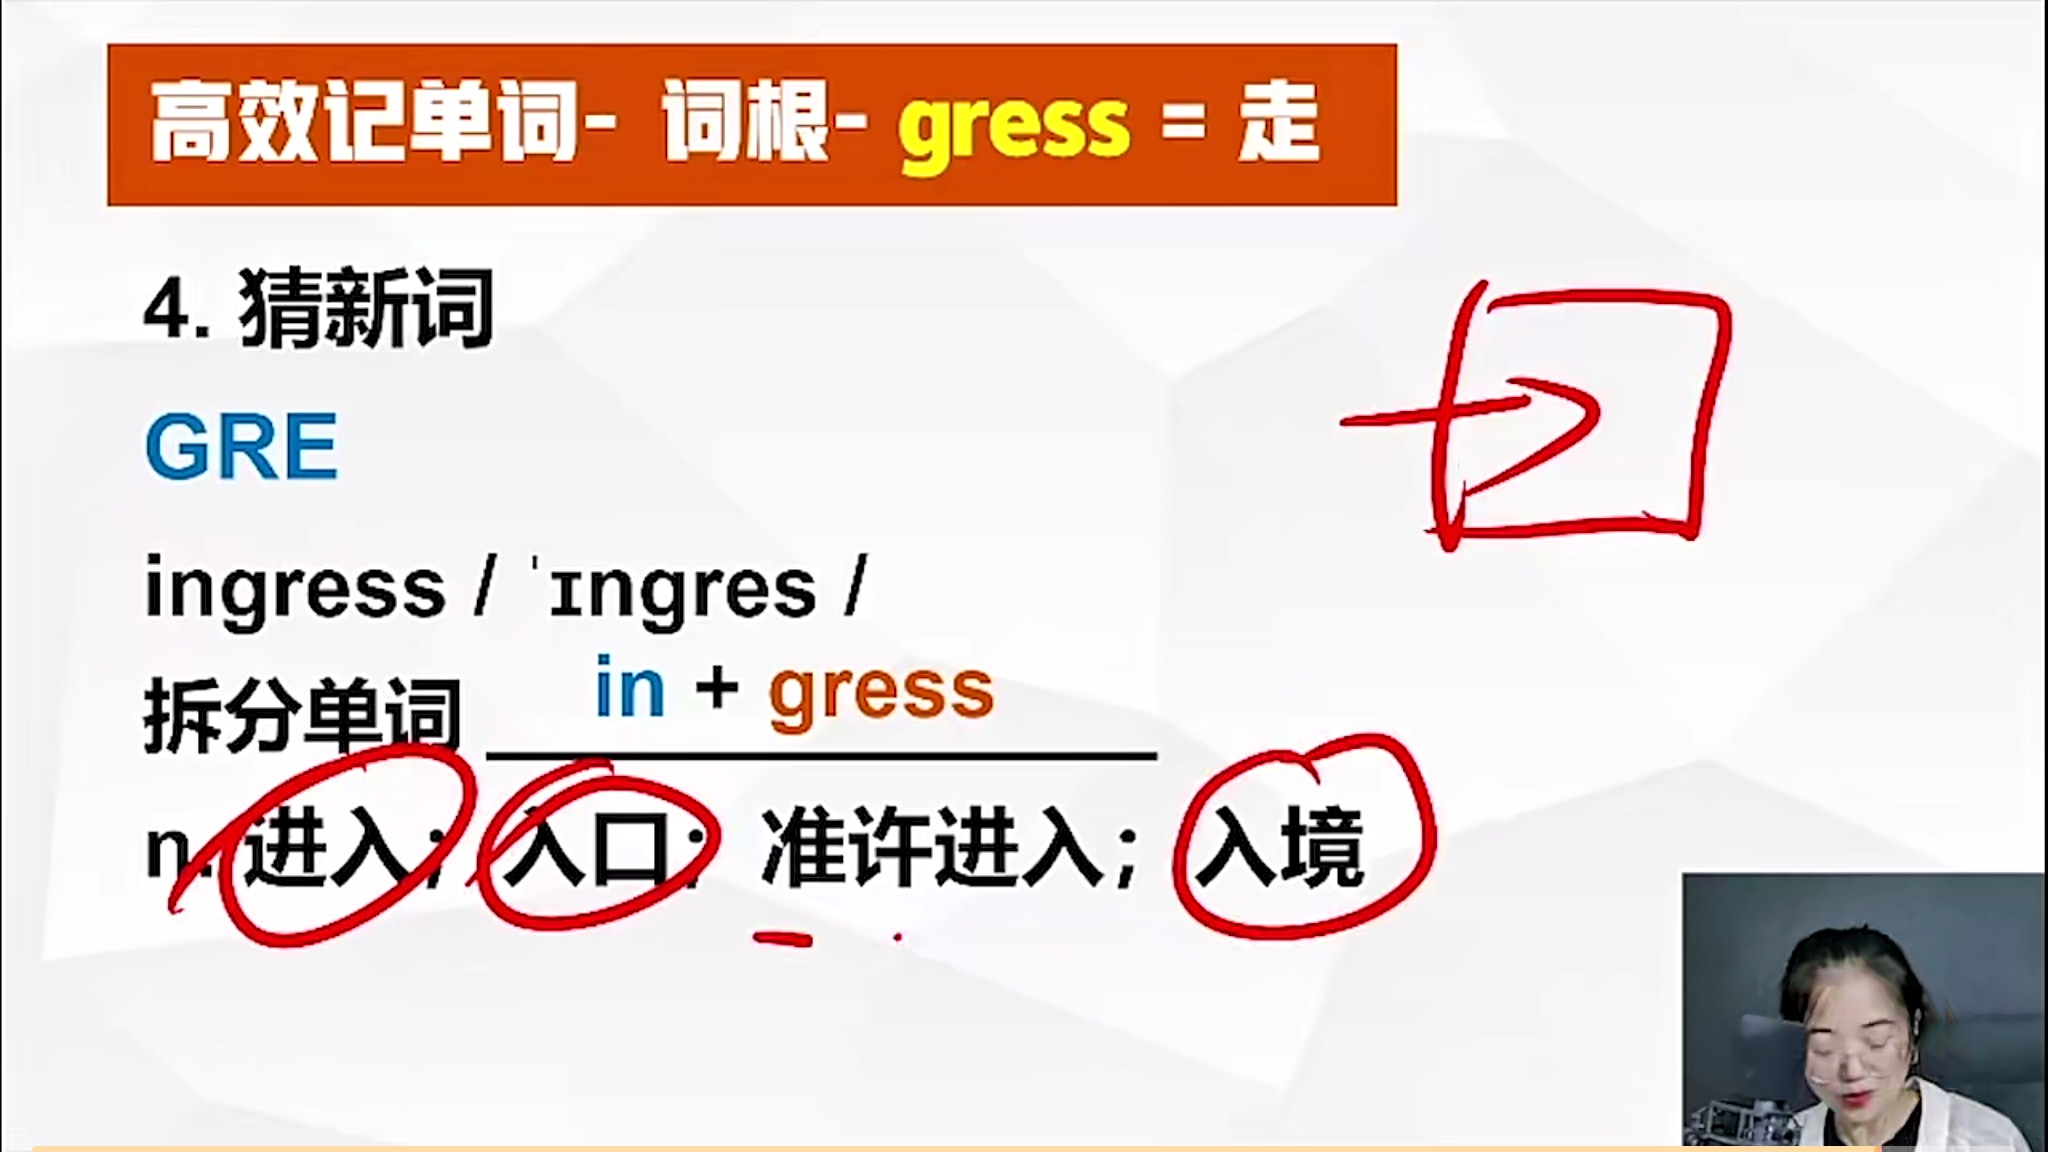 高效记单词- 词根- gress = 走
4. 猜新词
GRE
ingress / ˈɪngres /
拆分单词 in + gress
n. 进入；入口；准许进入；入境